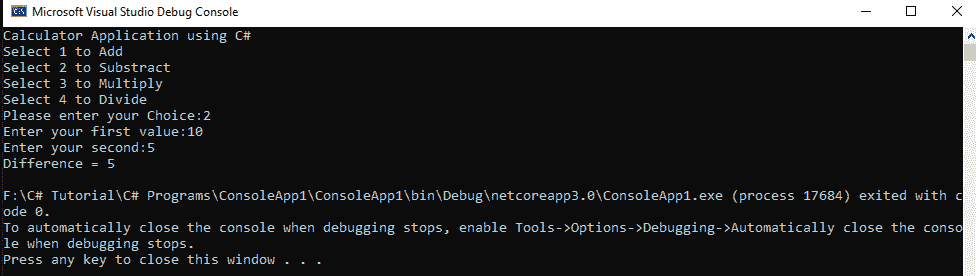 Microsoft Visual Studio Debug Console
Calculator Application using C#
Select 1 to Add
Select 2 to Substract
Select 3 to Multiply
Select 4 to Divide
Please enter your Choice:2
Enter your first value:10
Enter your second:5
Difference = 5
F:\C# Tutorial\C# Programs\ConsoleApp1\ConsoleApp1\bin\Debug\netcoreapp3.0\ConsoleApp1.exe (process 17684) exited with c
ode 0.
To automatically close the console when debugging stops, enable Tools->Options->Debugging->Automatically close the conso
le when debugging stops.
Press any key to close this window . . .